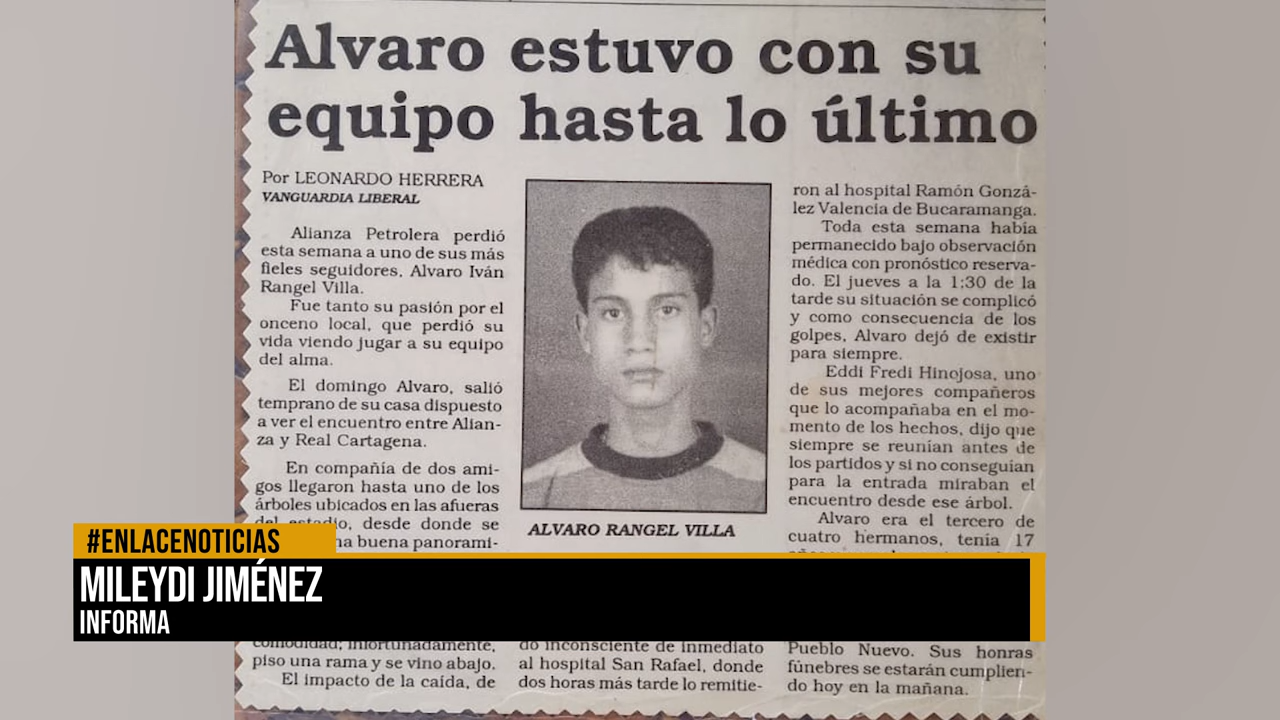 Alvaro estuvo con su
equipo hasta lo último
Por LEONARDO HERRERA
VANGUARDIA LIBERAL
Alianza Petrolera perdió
esta semana a uno de sus más
fieles seguidores, Alvaro Iván
Rangel Villa.
Fue tanto su pasión por el
onceno local, que perdió su
vida viendo jugar a su equipo
del alma.
El domingo Alvaro, salió
temprano de su casa dispuesto
a ver el encuentro entre Alian-
za y Real Cartagena.
En compañía de dos ami-
gos llegaron hasta uno de los
árboles ubicados en las afueras
del estadio, desde donde se
na buena panorami-
comodidad; infortunadamente,
piso una rama y se vino abajo.
El impacto de la caída, de
ALVARO RANGEL VILLA
do inconsciente de inmediato
al hospital San Rafael, donde
dos horas más tarde lo remitie-
ron al hospital Ramón Gonzá-
lez Valencia de Bucaramanga.
Toda esta semana había
permanecido bajo observación
médica con pronóstico reserva-
do. El jueves a la 1:30 de la
tarde su situación se complicó
y como consecuencia de los
golpes, Alvaro dejó de existir
para siempre.
Eddi Fredi Hinojosa, uno
de sus mejores compañeros
que lo acompañaba en el mo-
mento de los hechos, dijo que
siempre se reunían antes de
los partidos y si no conseguían
para la entrada miraban el
encuentro desde ese árbol.
Alvaro era el tercero de
cuatro hermanos, tenía 17
Pueblo Nuevo. Sus honras
fúnebres se estarán cumplien-
do hoy en la mañana.
#ENLACENOTICIAS
MILEYDI JIMÉNEZ
INFORMA